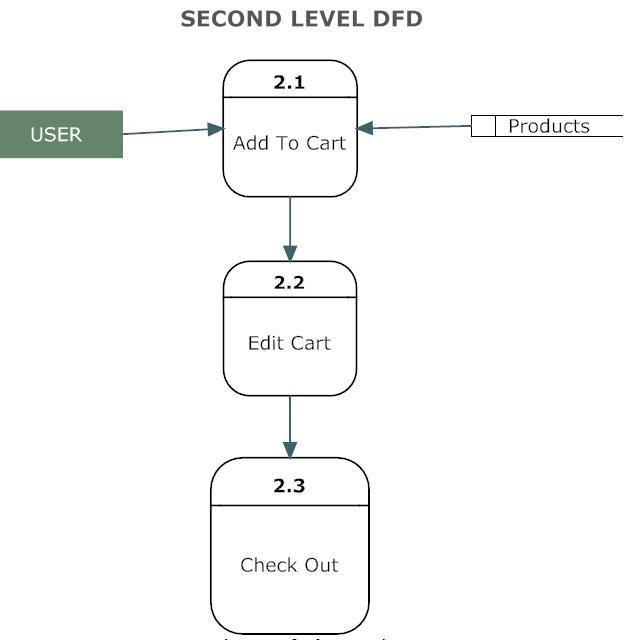 SECOND LEVEL DFD
2.1
USER
Products
Add To Cart
2.2
Edit Cart
2.3
Check Out